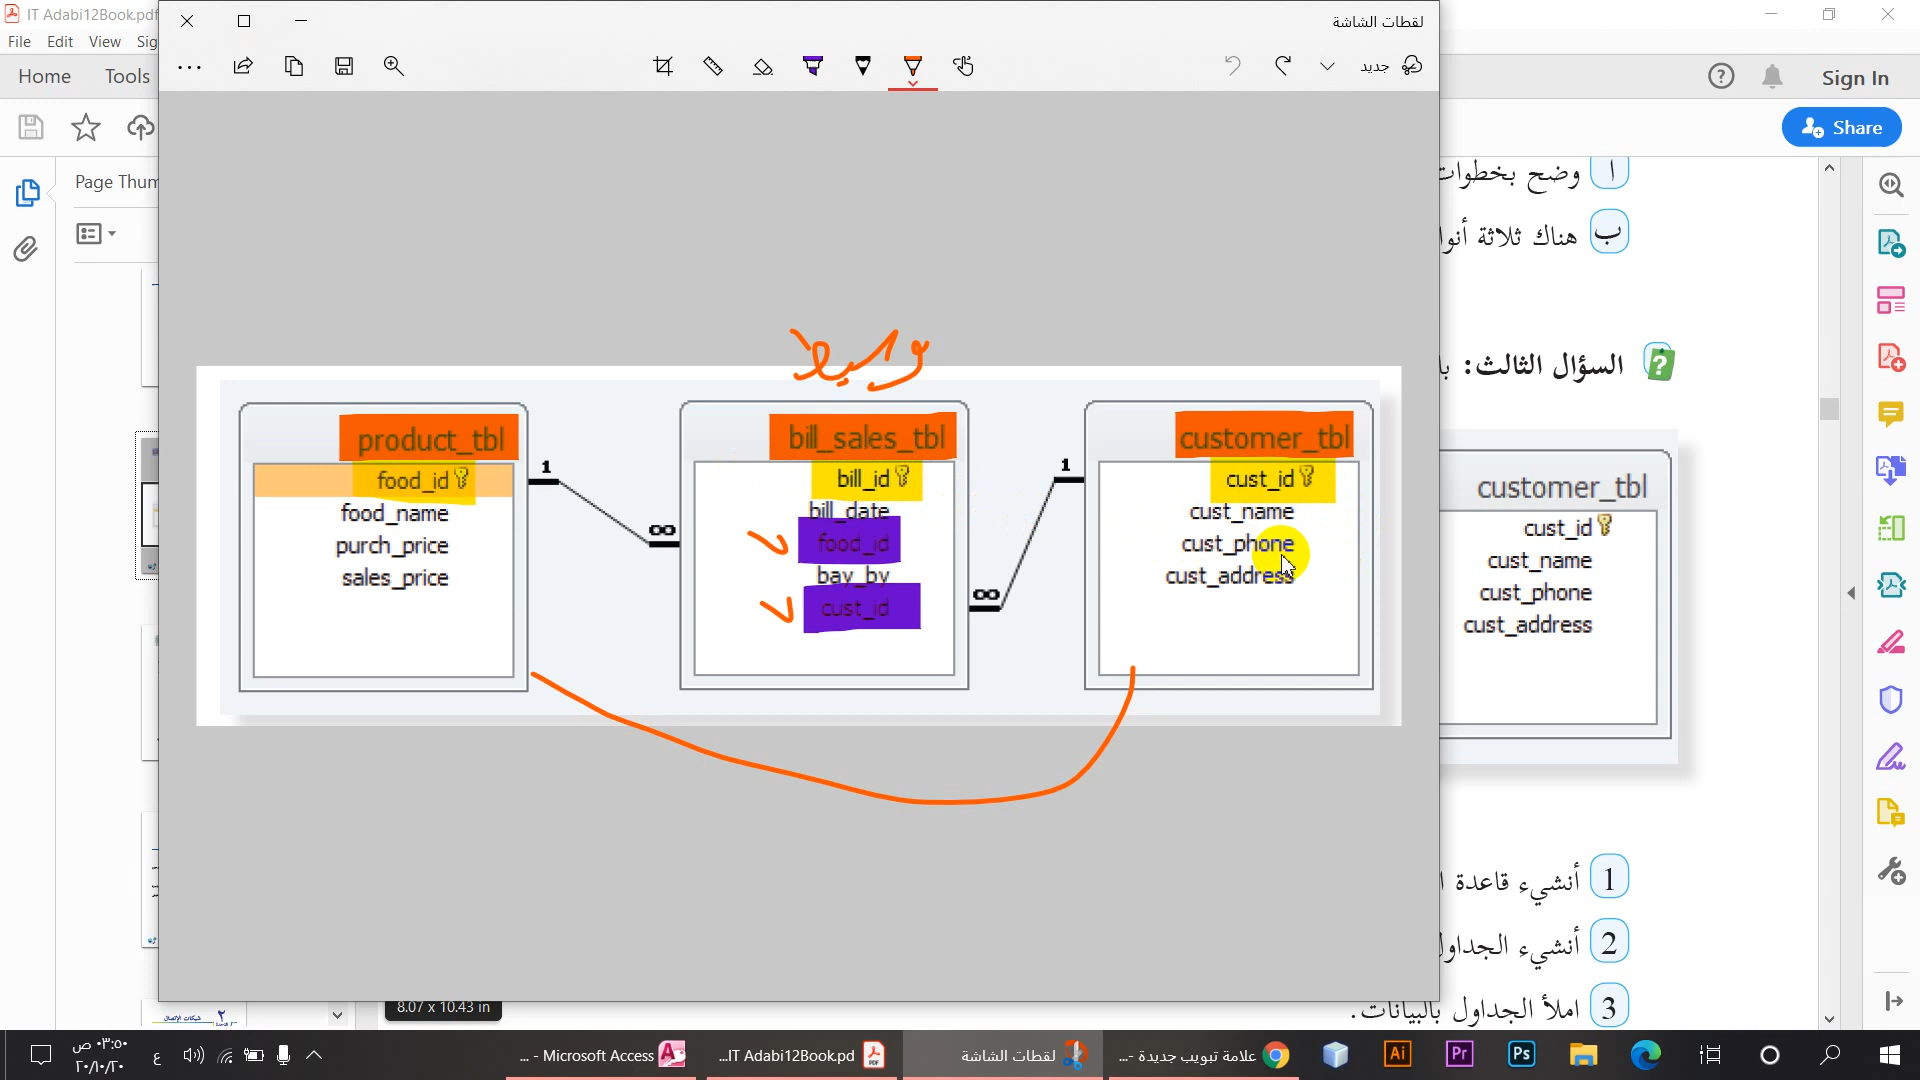 IT Adabi12Book.pdf
File Edit View Sig
Home Tools
Sign In
Share
Page Thum
لقطات الشاشة
جديد
وسيط
product_tbl
food_id
food_name
purch_price
sales_price
1
∞
bill_sales_tbl
bill_id
bill_date
food_id
bay_by
cust_id
1
∞
customer_tbl
cust_id
cust_name
cust_phone
cust_address
أ وضح بخطوات
ب هناك ثلاثة أنوا
السؤال الثالث: با
customer_tbl
cust_id
cust_name
cust_phone
cust_address
1 أنشيء قاعدة ا
2 أنشيء الجداول
3 املأ الجداول بالبيانات.
8.07 x 10.43 in
٠٣:٥٠ ص
٢٠/١٠/٢٠
ع
... - Microsoft Access
...IT Adabi12Book.pd
لقطات الشاشة
علامة تبويب جديدة -...